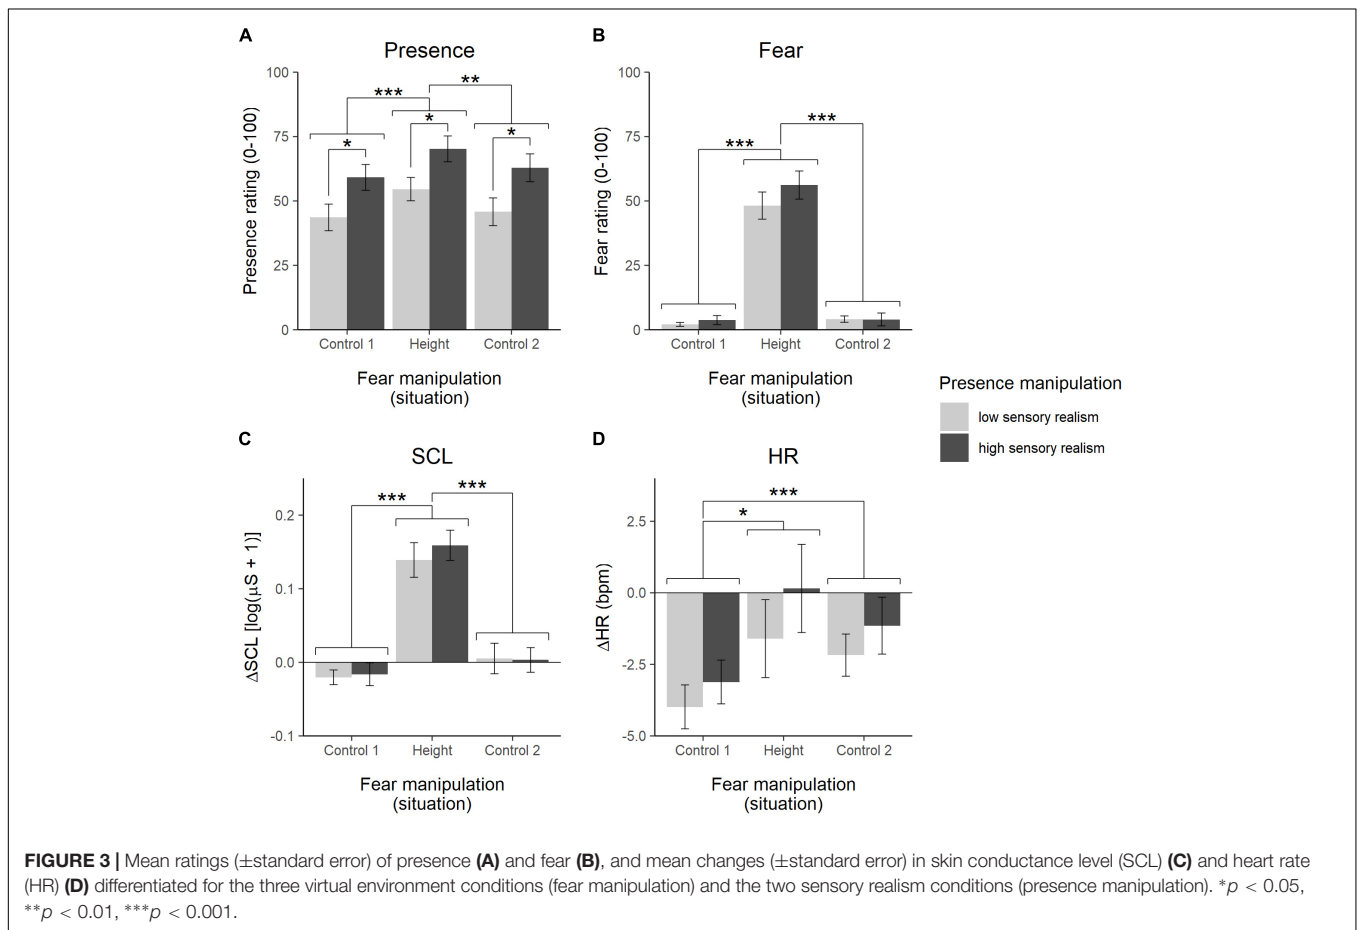 A
Presence
Presence rating (0-100)
100
75
50
25
0
***
**
*
*
*
Control 1
Height
Control 2
Fear manipulation
(situation)
B
Fear
Fear rating (0-100)
100
75
50
25
0
***
***
Control 1
Height
Control 2
Fear manipulation
(situation)
Presence manipulation
low sensory realism
high sensory realism
C
SCL
ΔSCL [log(μS + 1)]
0.2
0.1
0.0
-0.1
***
***
Control 1
Height
Control 2
Fear manipulation
(situation)
D
HR
ΔHR (bpm)
2.5
0.0
-2.5
-5.0
***
*
Control 1
Height
Control 2
Fear manipulation
(situation)
FIGURE 3 | Mean ratings (±standard error) of presence (A) and fear (B), and mean changes (±standard error) in skin conductance level (SCL) (C) and heart rate
(HR) (D) differentiated for the three virtual environment conditions (fear manipulation) and the two sensory realism conditions (presence manipulation). *p < 0.05,
**p < 0.01, ***p < 0.001.